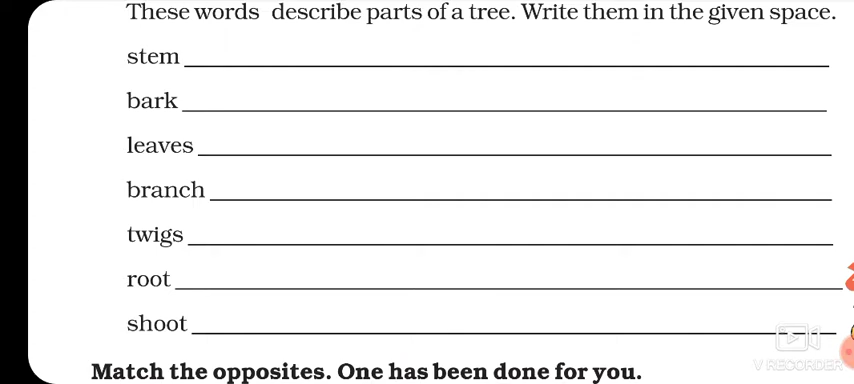 These words describe parts of a tree. Write them in the given space.
stem
bark
leaves
branch
twigs
root
shoot
Match the opposites. One has been done for you.
V RECORDER